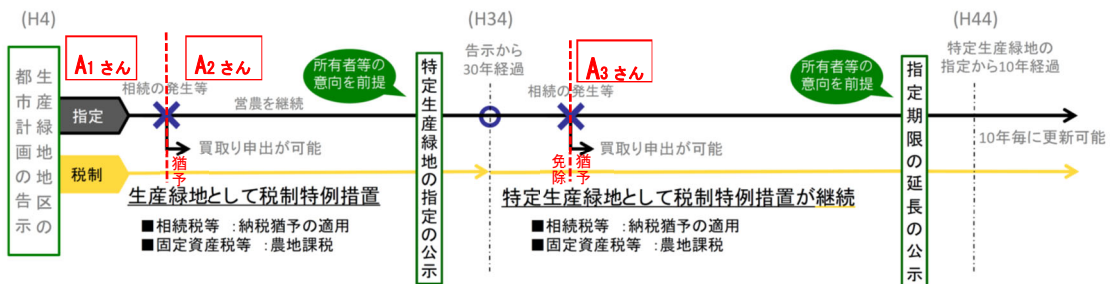 (H4)
(H34)
(H44)
生産緑地地区の
都市計画の告示
A1さん
A2さん
相続の発生等
営農を継続
指定
買取り申出が可能
猶予
税制
生産緑地として税制特例措置
■相続税等 :納税猶予の適用
■固定資産税等 :農地課税
所有者等の
意向を前提
特定生産緑地の指定の公示
告示から
30年経過
A3さん
相続の発生等
買取り申出が可能
免除
猶予
特定生産緑地として税制特例措置が継続
■相続税等 :納税猶予の適用
■固定資産税等 :農地課税
所有者等の
意向を前提
指定期限の延長の公示
特定生産緑地の
指定から10年経過
10年毎に更新可能